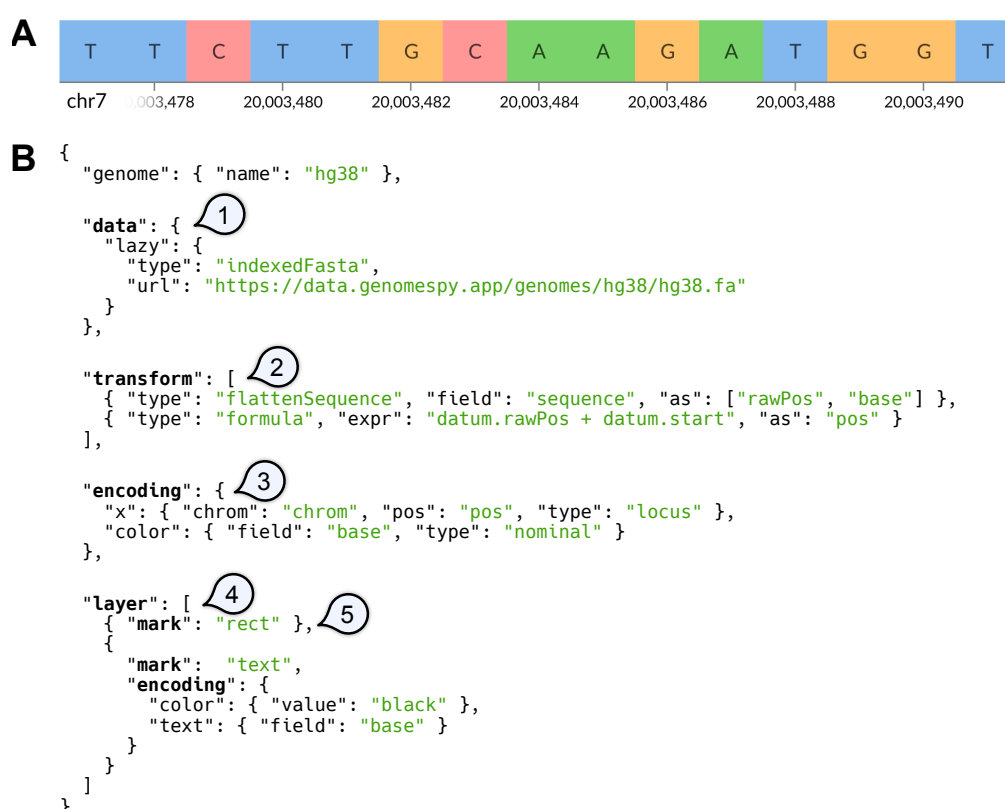 A
T T C T T G C A A G A T G G T
chr7 0,003,478 20,003,480 20,003,482 20,003,484 20,003,486 20,003,488 20,003,490
B
{
"genome": { "name": "hg38" },
"data": { 1
"lazy": {
"type": "indexedFasta",
"url": "https://data.genomespy.app/genomes/hg38/hg38.fa"
}
},
"transform": [ 2
{ "type": "flattenSequence", "field": "sequence", "as": ["rawPos", "base"] },
{ "type": "formula", "expr": "datum.rawPos + datum.start", "as": "pos" }
],
"encoding": { 3
"x": { "chrom": "chrom", "pos": "pos", "type": "locus" },
"color": { "field": "base", "type": "nominal" }
},
"layer": [ 4
{ "mark": "rect" }, 5
{
"mark": "text",
"encoding": {
"color": { "value": "black" },
"text": { "field": "base" }
}
}
]
}